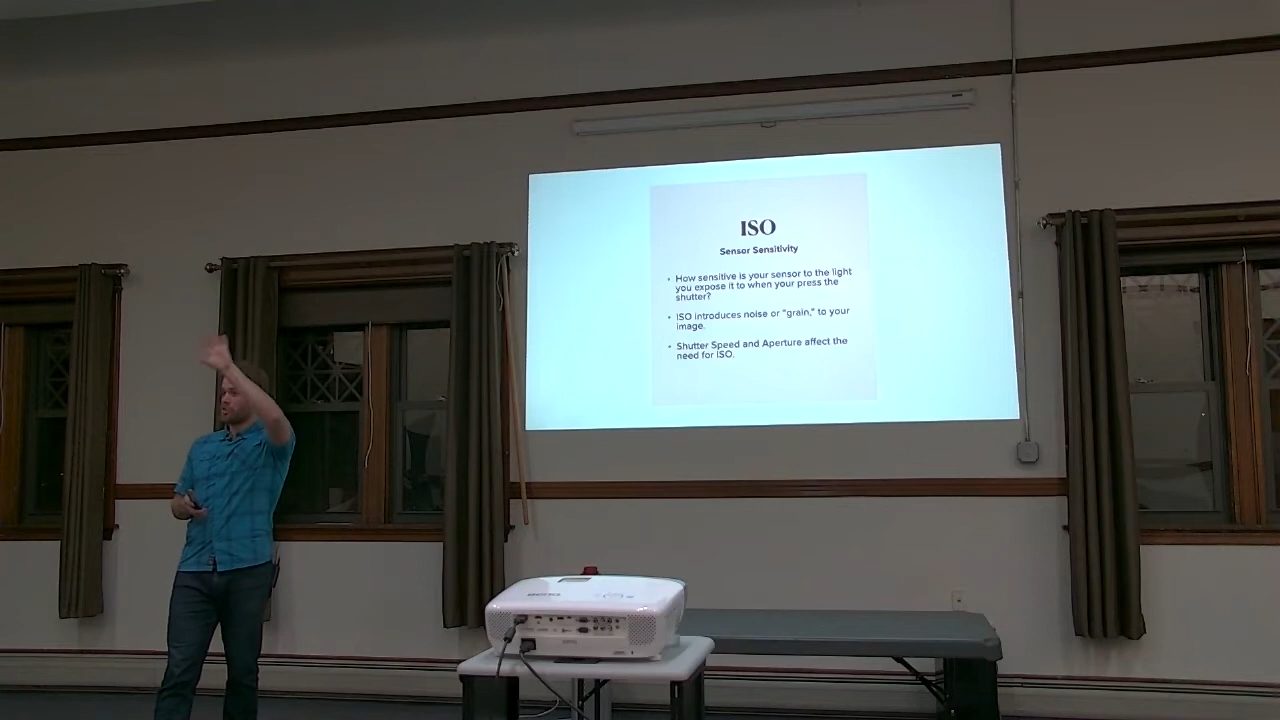 ISO
Sensor Sensitivity
• How sensitive is your sensor to the light
you expose it to when your press the
shutter?
• ISO introduces noise or "grain," to your
image.
• Shutter Speed and Aperture affect the
need for ISO.